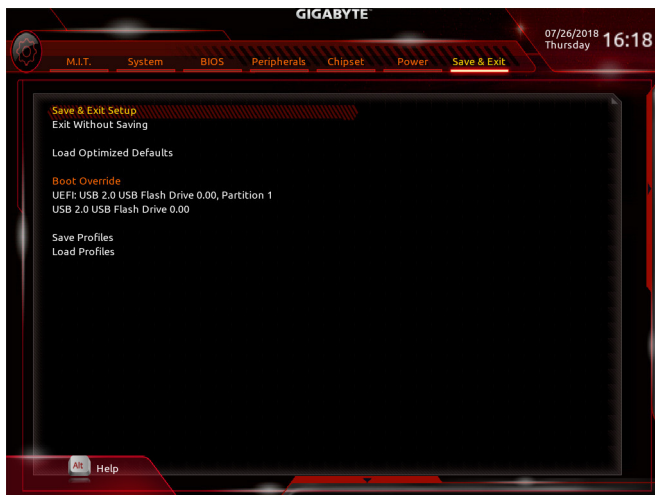 GIGABYTE™
07/26/2018
Thursday
16:18
M.I.T. System BIOS Peripherals Chipset Power Save & Exit
Save & Exit Setup
Exit Without Saving
Load Optimized Defaults
Boot Override
UEFI: USB 2.0 USB Flash Drive 0.00, Partition 1
USB 2.0 USB Flash Drive 0.00
Save Profiles
Load Profiles
Alt Help